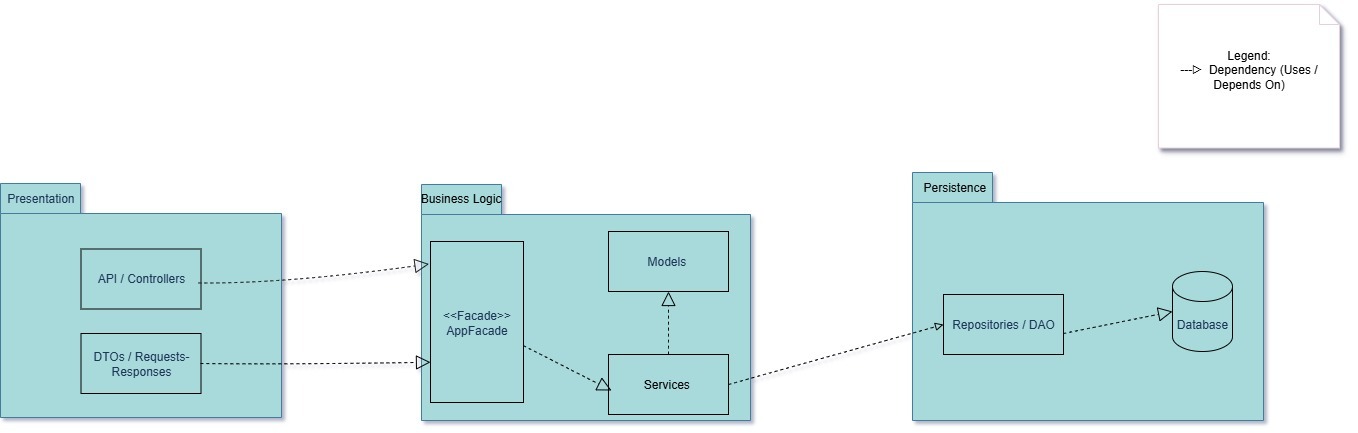 Legend:
---▷ Dependency (Uses /
Depends On)
Presentation
API / Controllers
DTOs / Requests-
Responses
Business Logic
<<Facade>>
AppFacade
Models
Services
Persistence
Repositories / DAO
Database